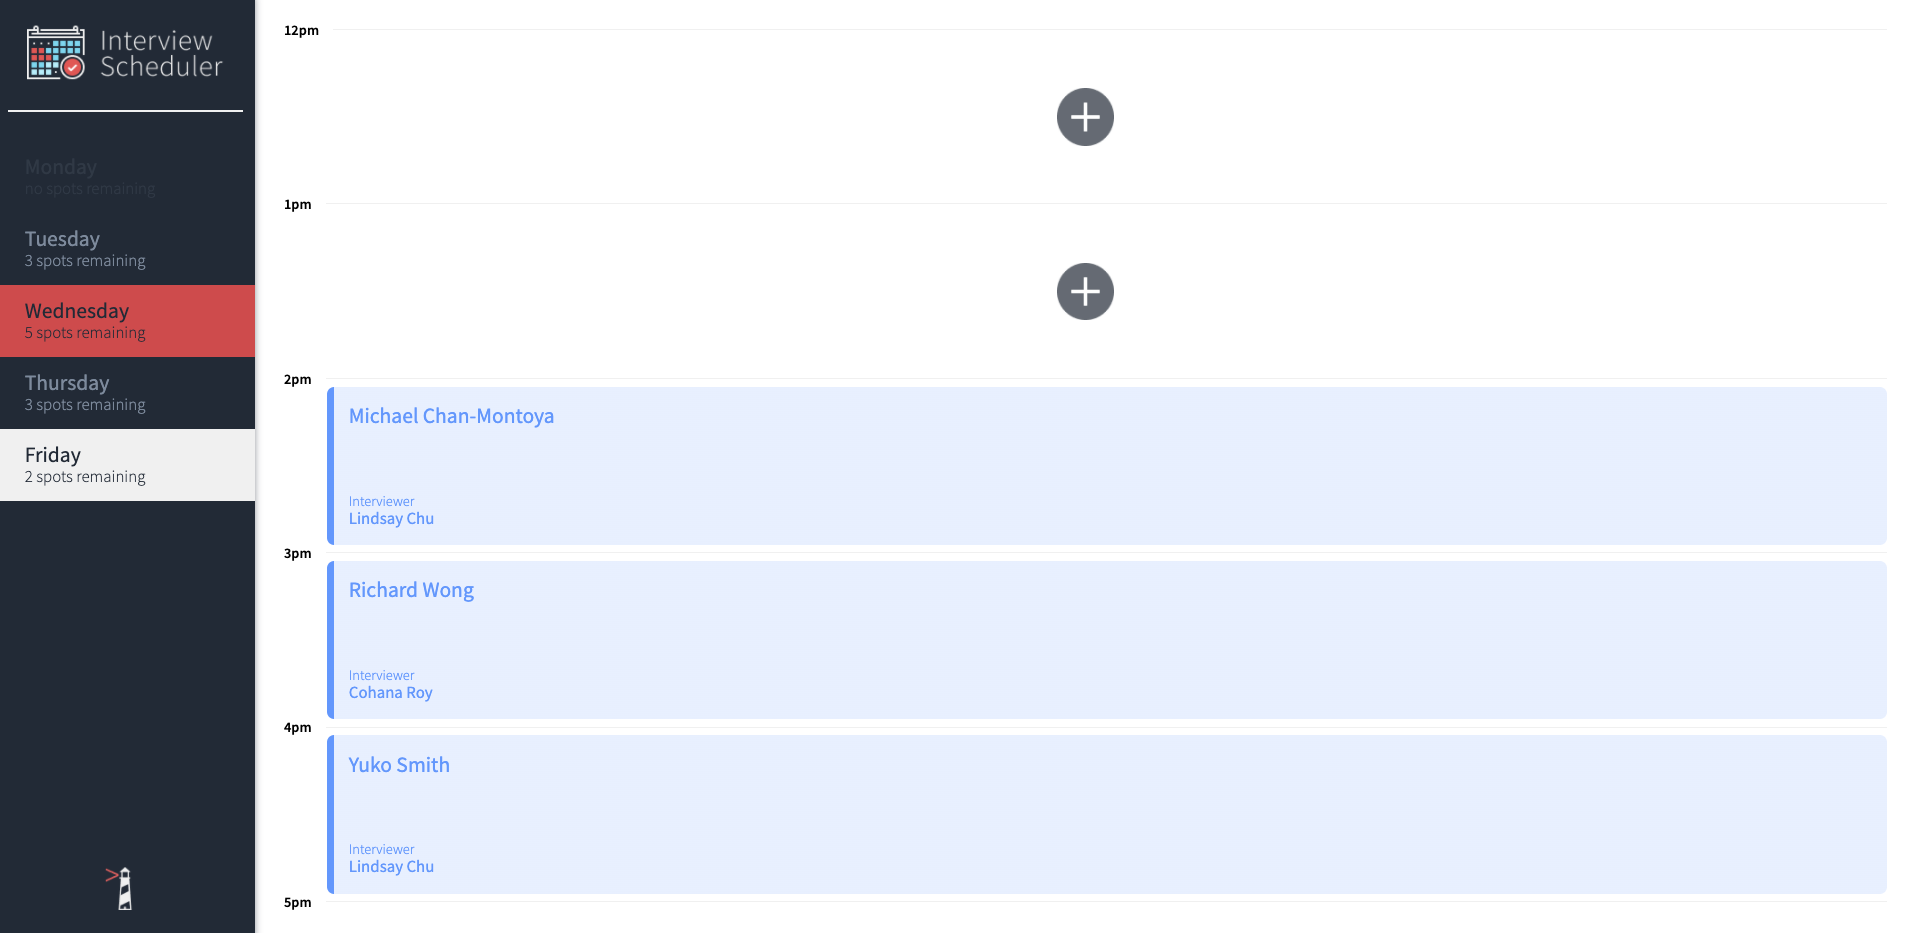 Interview
Scheduler
Monday
no spots remaining
Tuesday
3 spots remaining
Wednesday
5 spots remaining
Thursday
3 spots remaining
Friday
2 spots remaining
12pm
1pm
2pm
Michael Chan-Montoya
Interviewer
Lindsay Chu
3pm
Richard Wong
Interviewer
Cohana Roy
4pm
Yuko Smith
Interviewer
Lindsay Chu
5pm